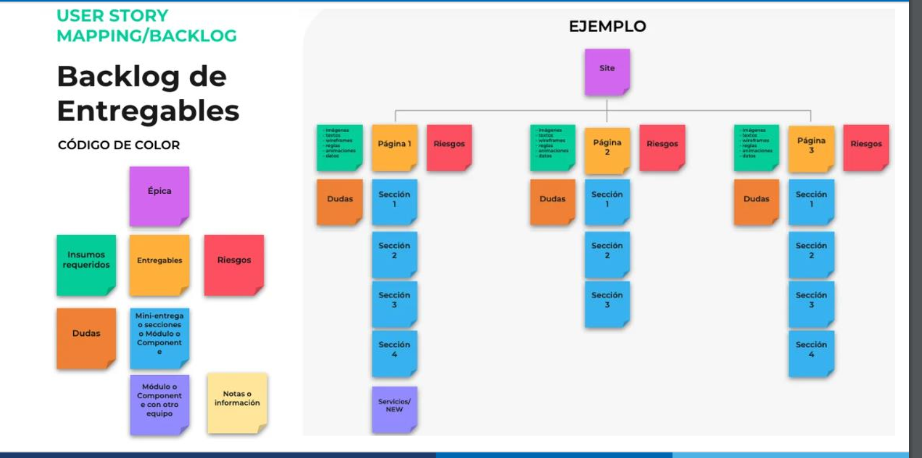 USER STORY
MAPPING/BACKLOG
Backlog de
Entregables
CÓDIGO DE COLOR
Épica
Insumos
requeridos
Entregables
Riesgos
Dudas
Mini-entrega
o secciones
o Módulo o
Component
e
Módulo o
Component
e con otro
equipo
Notas o
información
EJEMPLO
Site
- imágenes
- textos
- wireframes
- reglas
- animaciones
- datos
Página 1
Riesgos
Dudas
Sección
1
Sección
2
Sección
3
Sección
4
Servicios/
NEW
- imágenes
- textos
- wireframes
- reglas
- animaciones
- datos
Página
2
Riesgos
Dudas
Sección
1
Sección
2
Sección
3
- imágenes
- textos
- wireframes
- reglas
- animaciones
- datos
Página
3
Riesgos
Dudas
Sección
1
Sección
2
Sección
3
Sección
4